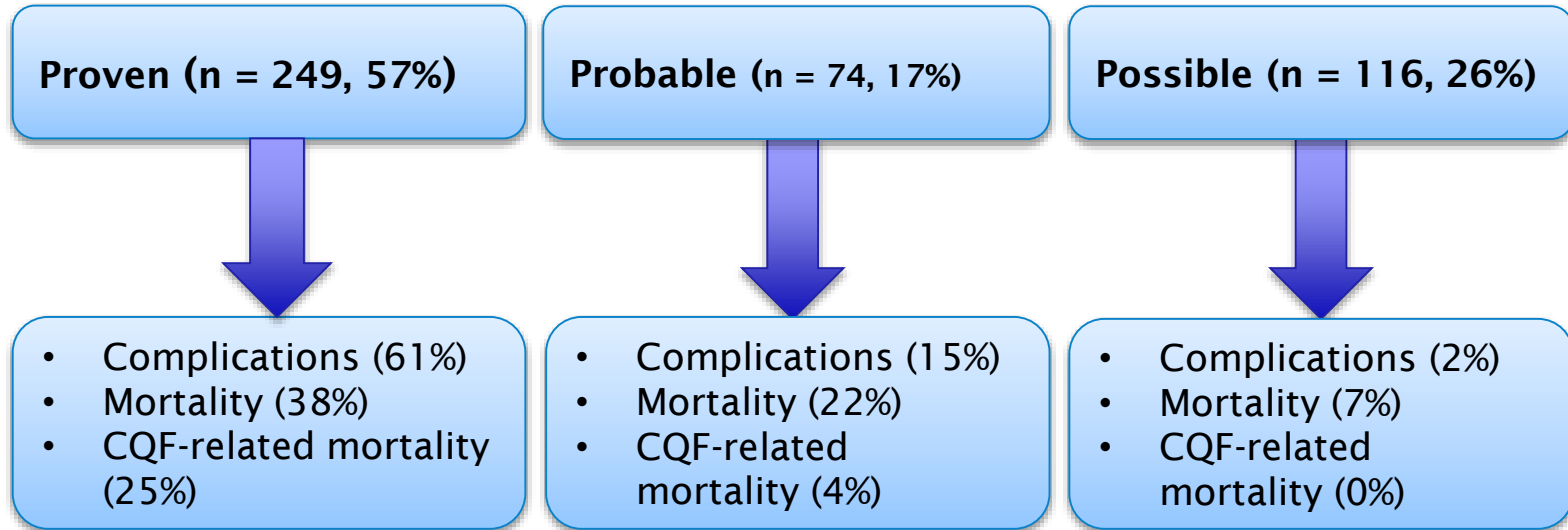 Proven (n = 249, 57%)
Probable (n = 74, 17%)
Possible (n = 116, 26%)
• Complications (61%)
• Mortality (38%)
• CQF-related mortality
(25%)
• Complications (15%)
• Mortality (22%)
• CQF-related
mortality (4%)
• Complications (2%)
• Mortality (7%)
• CQF-related
mortality (0%)